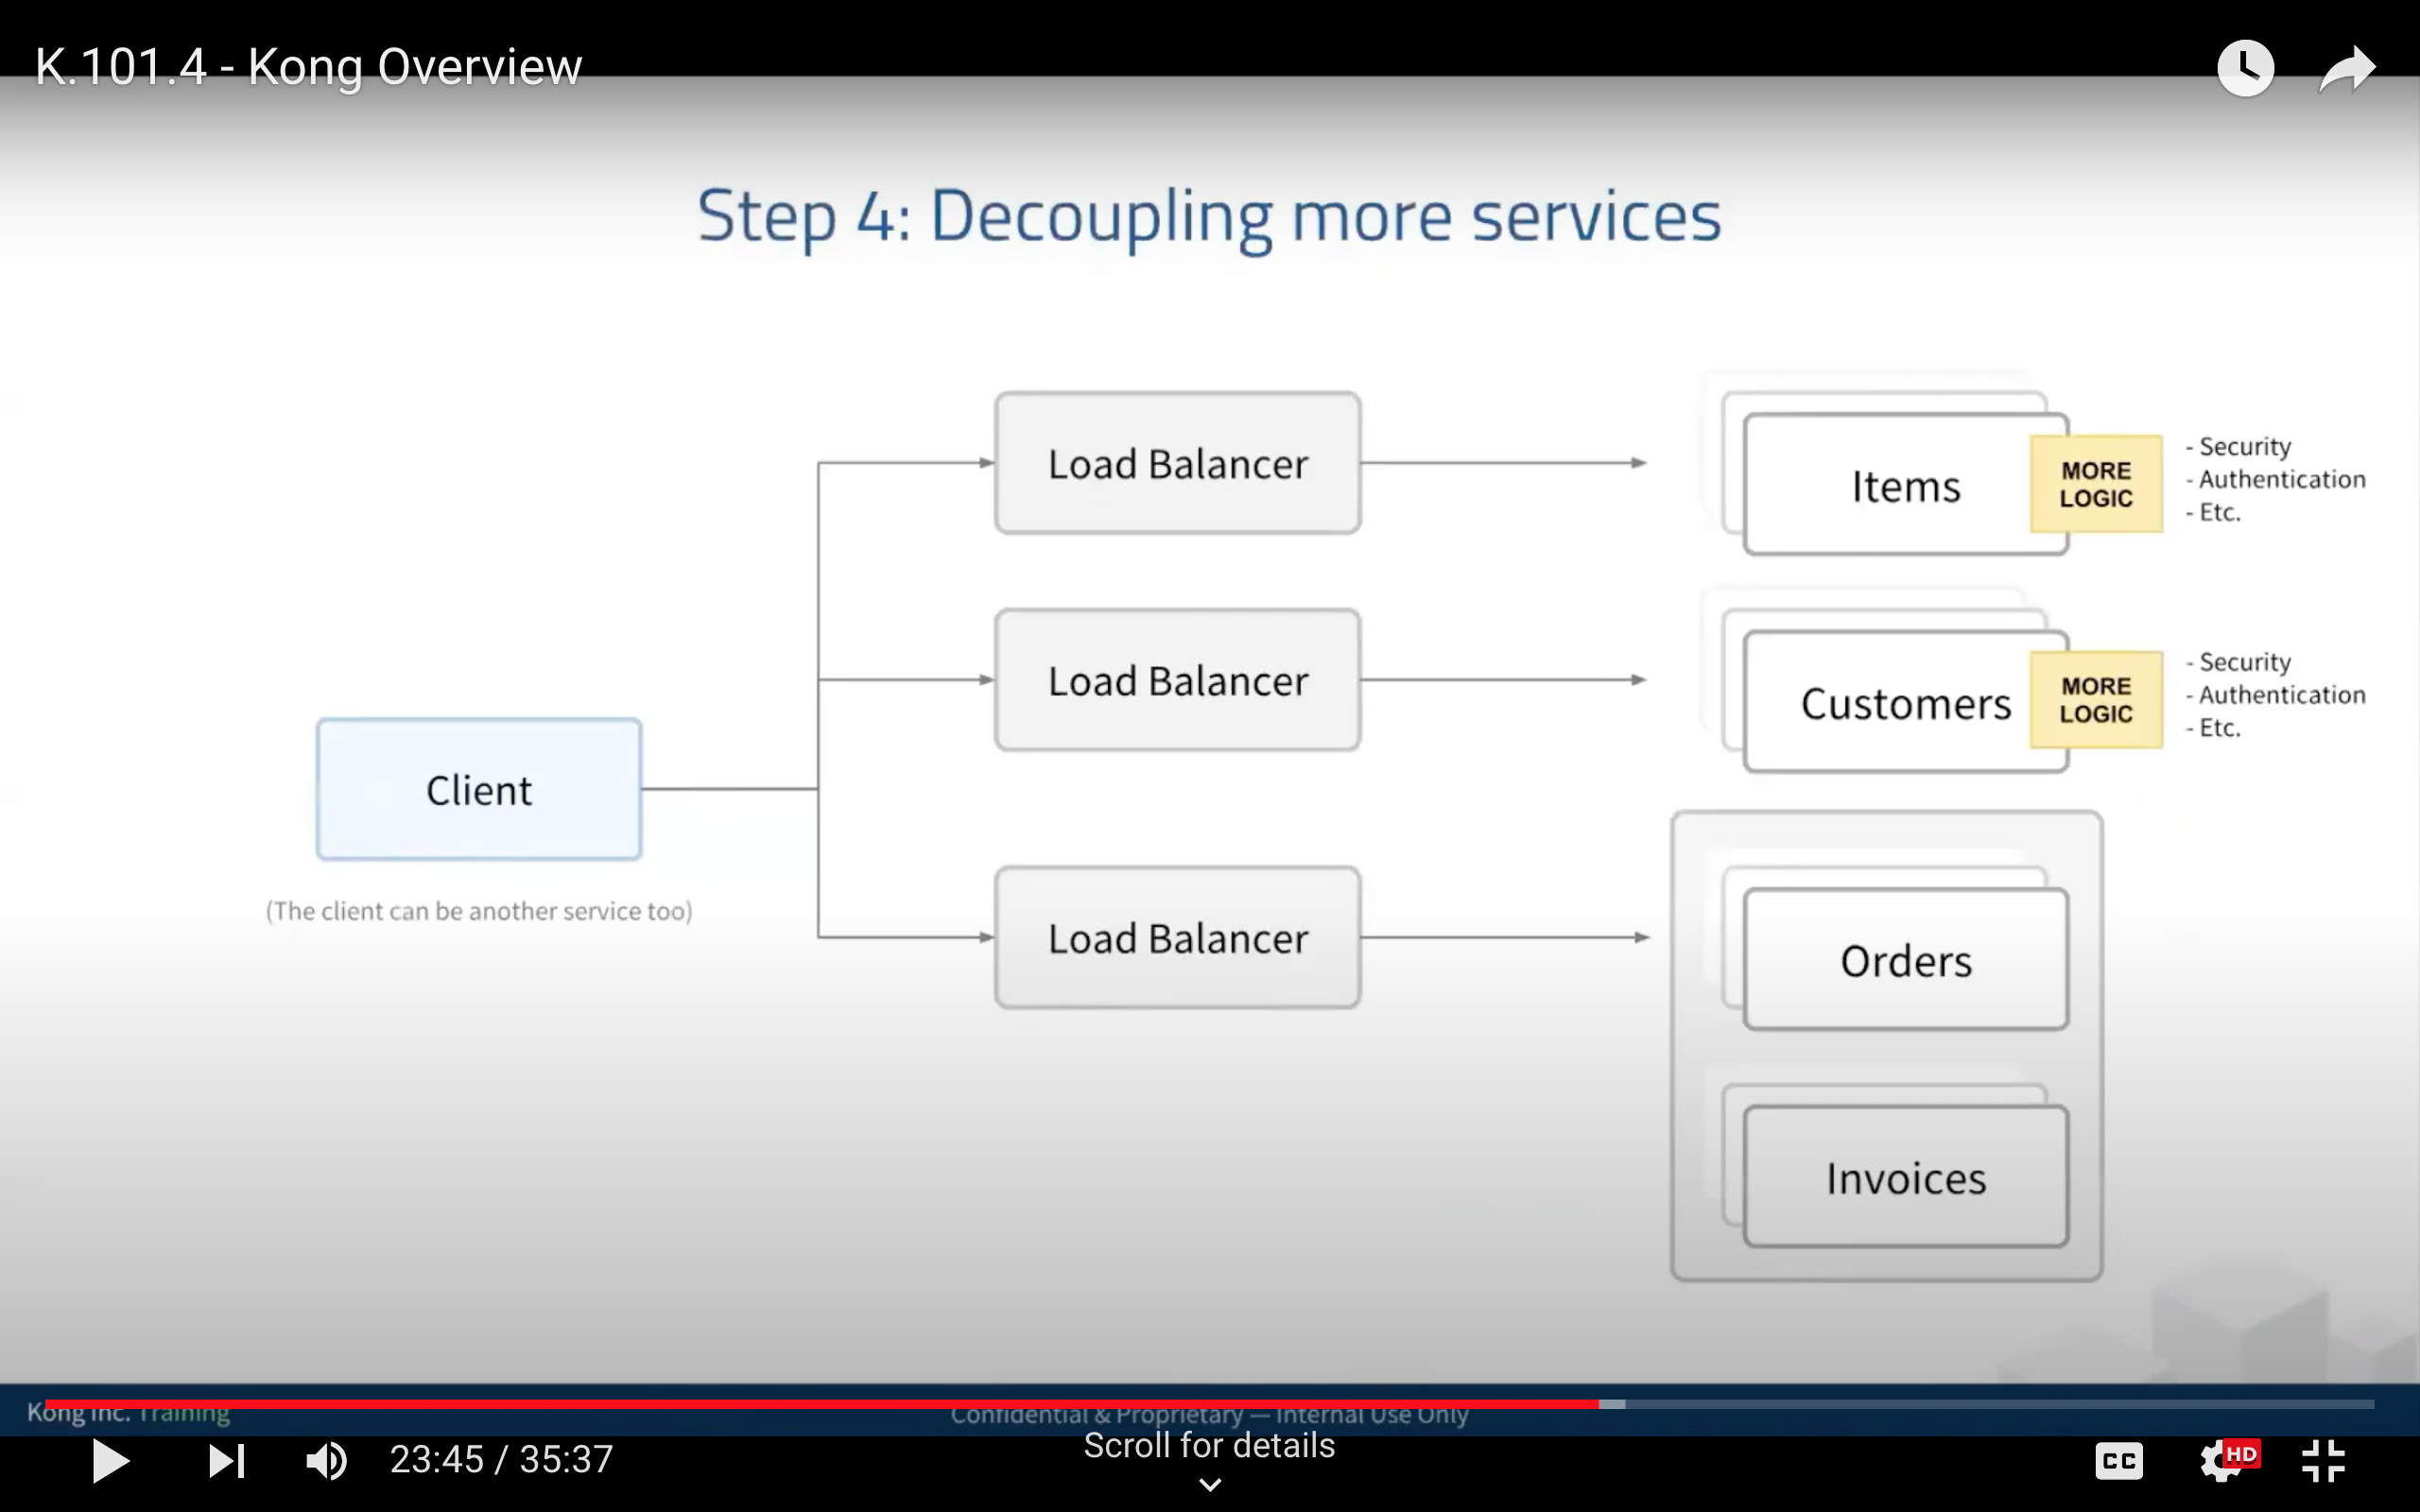 K.101.4 - Kong Overview
Step 4: Decoupling more services
Load Balancer
Items
MORE
LOGIC
- Security
- Authentication
- Etc.
Load Balancer
Customers
MORE
LOGIC
- Security
- Authentication
- Etc.
Client
(The client can be another service too)
Load Balancer
Orders
Invoices
Kong Inc. Training
Confidential & Proprietary — Internal Use Only
Scroll for details
23:45 / 35:37
CC
HD